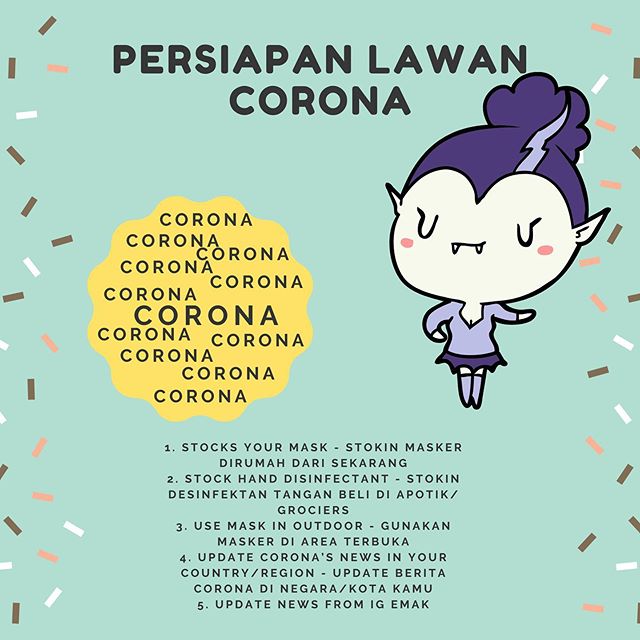 PERSIAPAN LAWAN
CORONA
CORONA
CORONA
CORONA
CORONA
CORONA
CORONA
CORONA
CORONA
CORONA
CORONA
CORONA
CORONA
1. STOCKS YOUR MASK - STOKIN MASKER
DIRUMAH DARI SEKARANG
2. STOCK HAND DISINFECTANT - STOKIN
DESINFEKTAN TANGAN BELI DI APOTIK/
GROCIERS
3. USE MASK IN OUTDOOR - GUNAKAN
MASKER DI AREA TERBUKA
4. UPDATE CORONA'S NEWS IN YOUR
COUNTRY/REGION - UPDATE BERITA
CORONA DI NEGARA/KOTA KAMU
5. UPDATE NEWS FROM IG EMAK